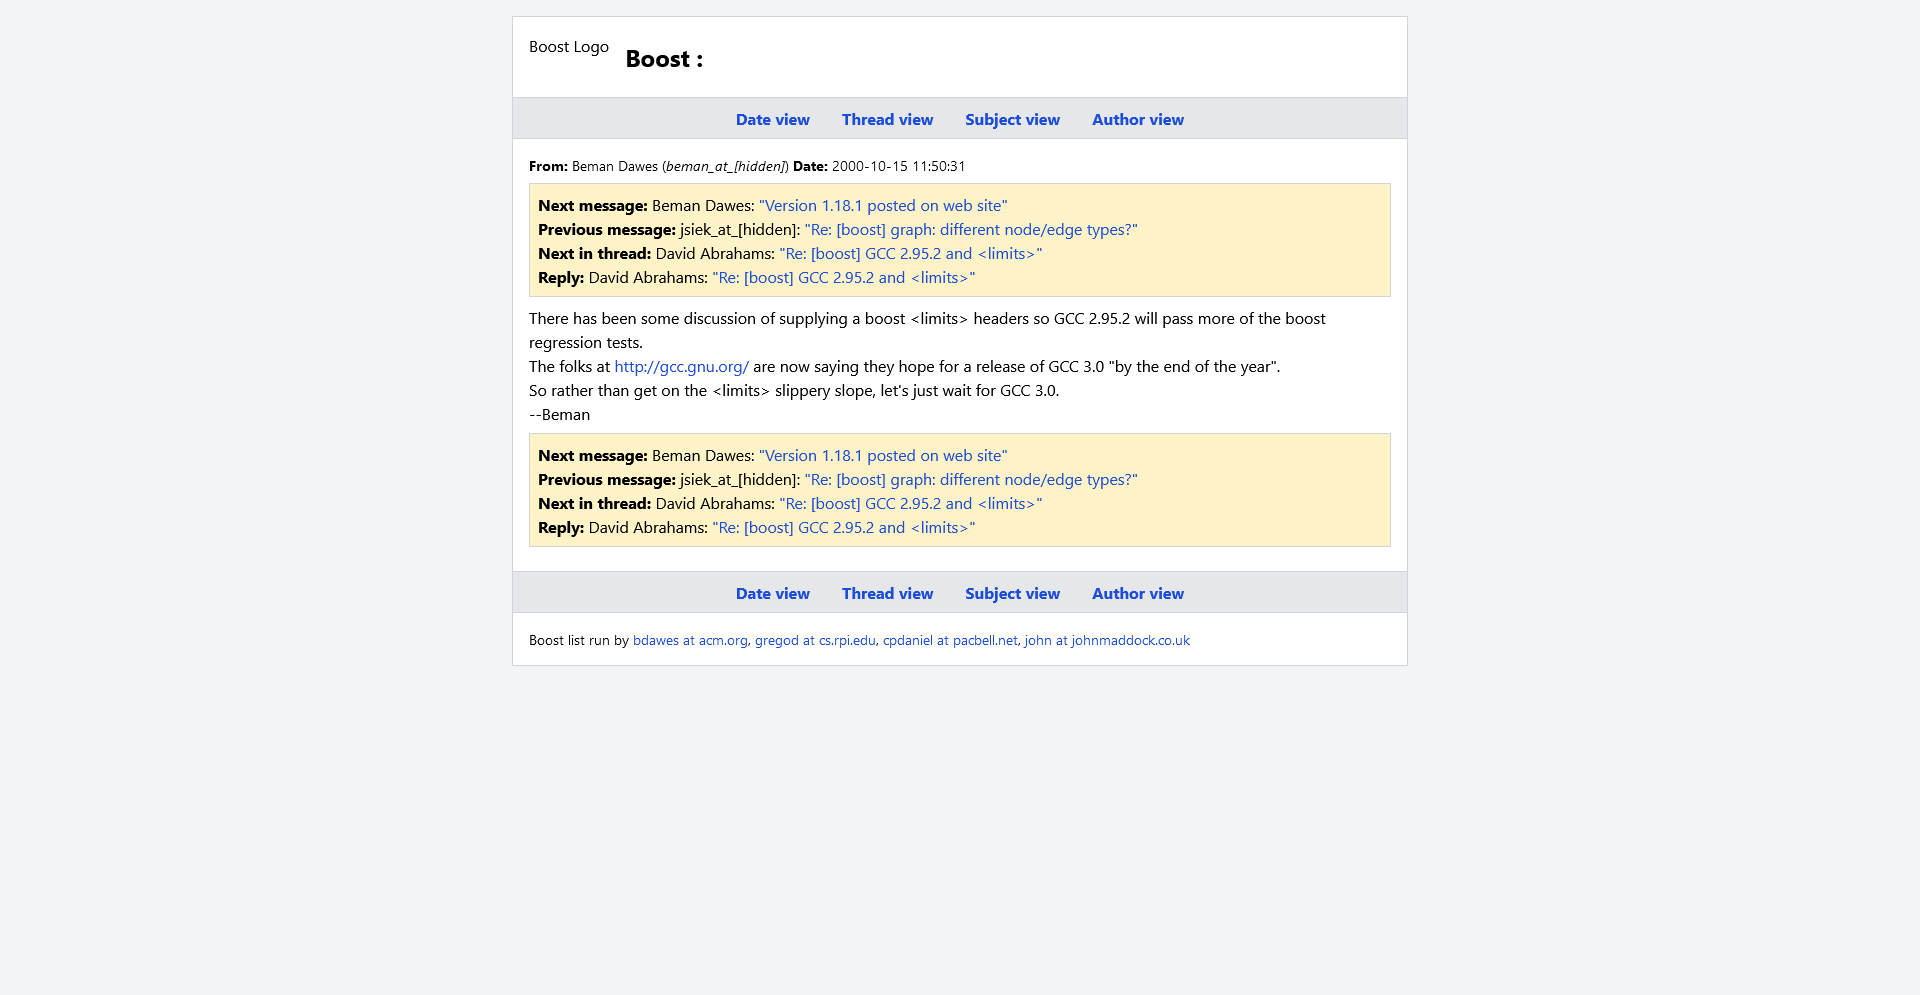 Boost Logo
Boost :
Date view Thread view Subject view Author view
From: Beman Dawes (beman_at_[hidden]) Date: 2000-10-15 11:50:31
Next message: Beman Dawes: "Version 1.18.1 posted on web site"
Previous message: jsiek_at_[hidden]: "Re: [boost] graph: different node/edge types?"
Next in thread: David Abrahams: "Re: [boost] GCC 2.95.2 and <limits>"
Reply: David Abrahams: "Re: [boost] GCC 2.95.2 and <limits>"
There has been some discussion of supplying a boost <limits> headers so GCC 2.95.2 will pass more of the boost
regression tests.
The folks at http://gcc.gnu.org/ are now saying they hope for a release of GCC 3.0 "by the end of the year".
So rather than get on the <limits> slippery slope, let's just wait for GCC 3.0.
--Beman
Next message: Beman Dawes: "Version 1.18.1 posted on web site"
Previous message: jsiek_at_[hidden]: "Re: [boost] graph: different node/edge types?"
Next in thread: David Abrahams: "Re: [boost] GCC 2.95.2 and <limits>"
Reply: David Abrahams: "Re: [boost] GCC 2.95.2 and <limits>"
Date view Thread view Subject view Author view
Boost list run by bdawes at acm.org, gregod at cs.rpi.edu, cpdaniel at pacbell.net, john at johnmaddock.co.uk